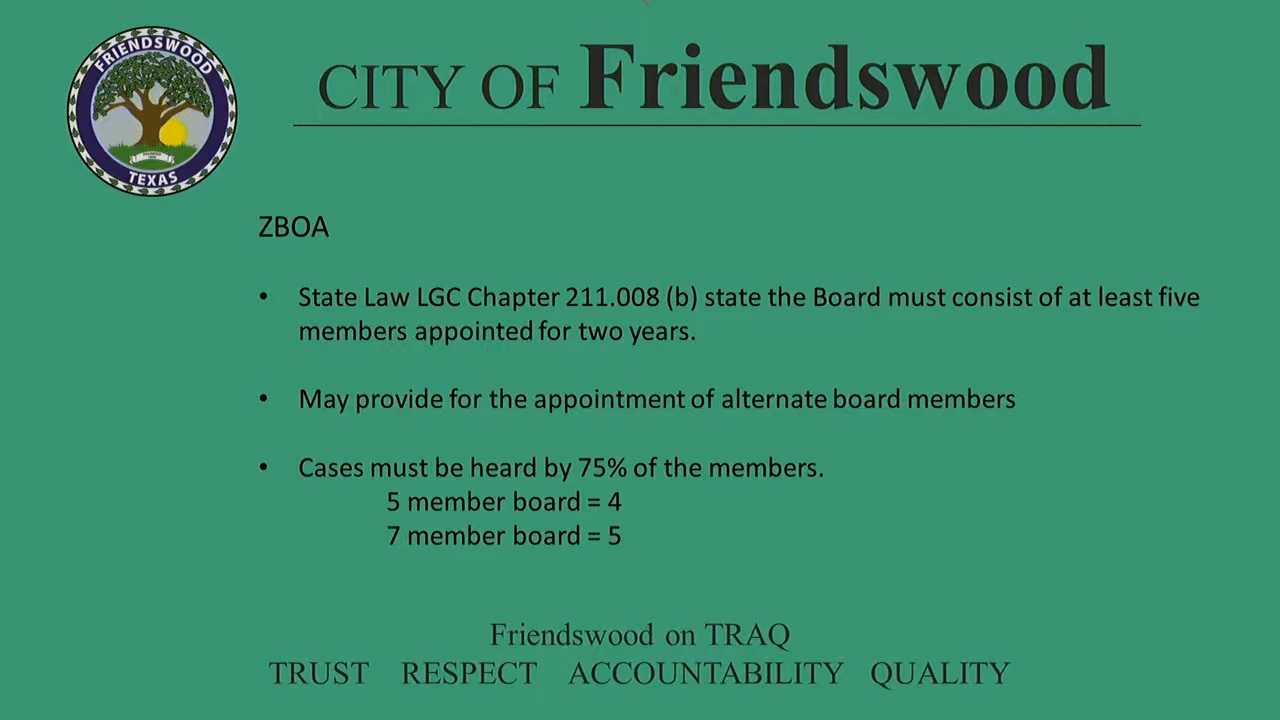 FRIENDSWOOD
TEXAS
CITY OF Friendswood
ZBOA
• State Law LGC Chapter 211.008 (b) state the Board must consist of at least five
members appointed for two years.
• May provide for the appointment of alternate board members
• Cases must be heard by 75% of the members.
5 member board = 4
7 member board = 5
Friendswood on TRAQ
TRUST RESPECT ACCOUNTABILITY QUALITY